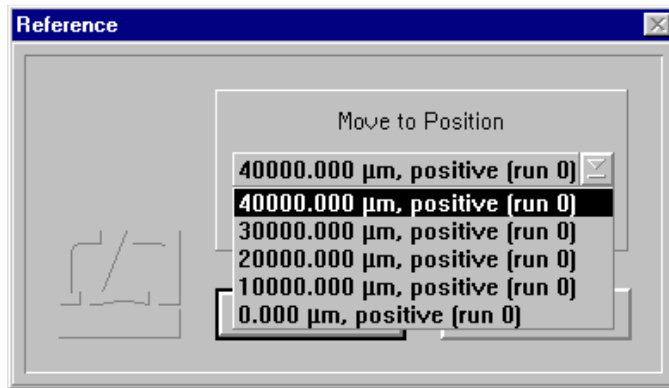 Reference
Move to Position
40000.000 µm, positive (run 0)
40000.000 µm, positive (run 0)
30000.000 µm, positive (run 0)
20000.000 µm, positive (run 0)
10000.000 µm, positive (run 0)
0.000 µm, positive (run 0)